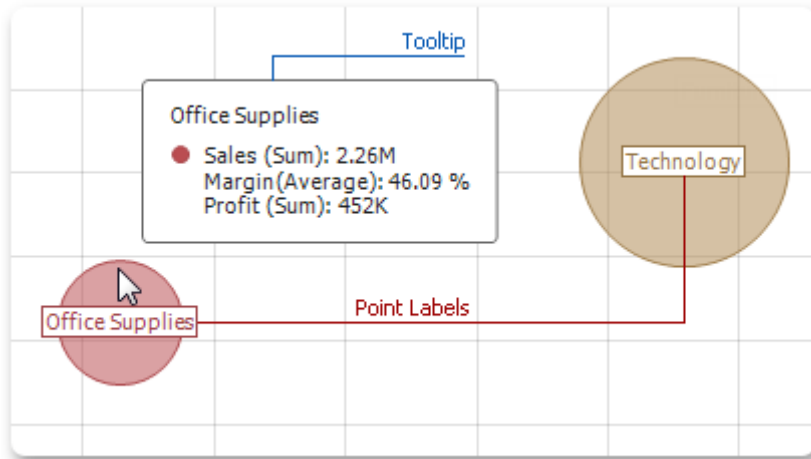 Tooltip
Office Supplies
Sales (Sum): 2.26M
Margin(Average): 46.09 %
Profit (Sum): 452K
Technology
Point Labels
Office Supplies